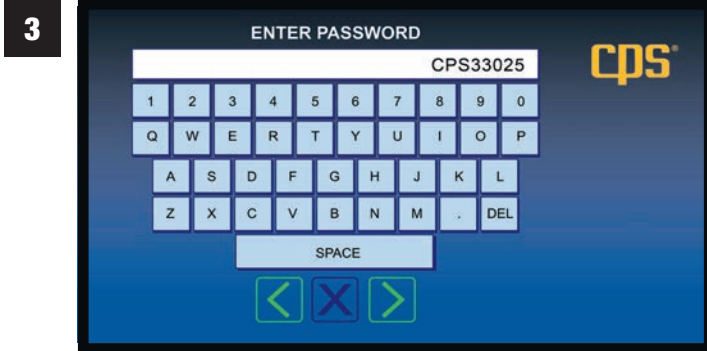 3
ENTER PASSWORD
cps®
CPS33025
1 2 3 4 5 6 7 8 9 0
Q W E R T Y U I O P
A S D F G H J K L
Z X C V B N M . DEL
SPACE
< X >